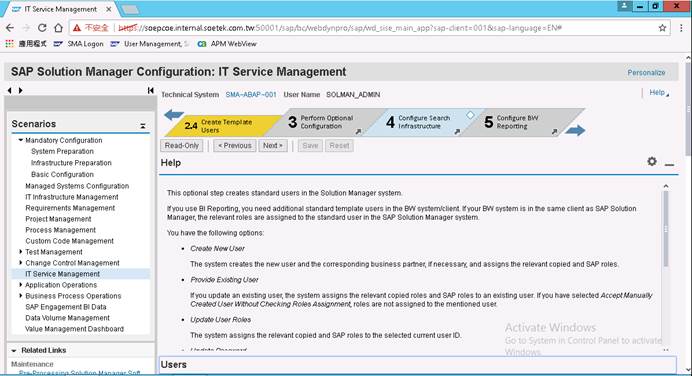 IT Service Management
不安全
https://soepcoe.internal.soetek.com.tw:50001/sap/bc/webdynpro/sap/wd_sise_main_app?sap-client=001&sap-language=EN#
應用程式
SMA Logon
User Management, S
CA APM WebView
SAP Solution Manager Configuration: IT Service Management
Personalize
Technical System SMA~ABAP~001 User Name SOLMAN_ADMIN
Help
Scenarios
Mandatory Configuration
System Preparation
Infrastructure Preparation
Basic Configuration
Managed Systems Configuration
IT Infrastructure Management
Requirements Management
Project Management
Process Management
Custom Code Management
Test Management
Change Control Management
IT Service Management
Application Operations
Business Process Operations
SAP Engagement BI Data
Data Volume Management
Value Management Dashboard
Related Links
Maintenance
Pre-Processing Solution Manager Soft
2.4 Create Template Users
3 Perform Optional Configuration
4 Configure Search Infrastructure
5 Configure BW Reporting
Read-Only < Previous Next > Save Reset
Help
This optional step creates standard users in the Solution Manager system.
If you use BI Reporting, you need additional standard template users in the BW system/client. If your BW system is in the same client as SAP Solution
Manager, the relevant roles are assigned to the standard user in the SAP Solution Manager system.
You have the following options:
• Create New User
The system creates the new user and the corresponding business partner, if necessary, and assigns the relevant copied and SAP roles.
• Provide Existing User
If you update an existing user, the system assigns the relevant copied roles and SAP roles to an existing user. If you have selected Accept Manually
Created User Without Checking Roles Assignment, roles are not assigned to the mentioned user.
• Update User Roles
The system assigns the relevant copied and SAP roles to the selected current user ID.
• Update Password
Activate Windows
Go to System in Control Panel to activate
Windows.
Users